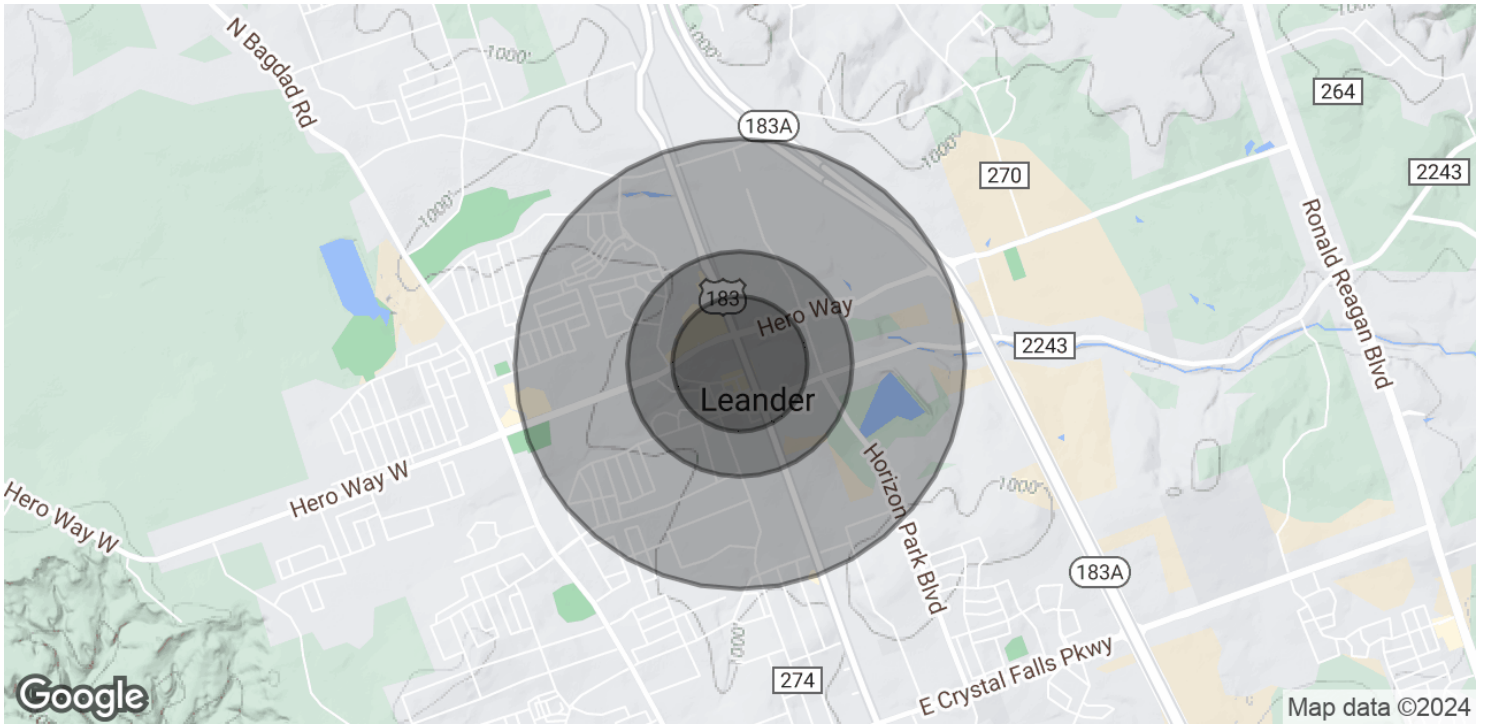 N Bagdad Rd
1000'
1000'
1000'
264
183A
1000'
270
2243
1000'
Ronald Reagan Blvd
183
Hero Way
2243
Leander
Hero Way W
Horizon Park Blvd
1000'
Hero Way W
183A
1000'
E Crystal Falls Pkwy
274
Google
Map data ©2024